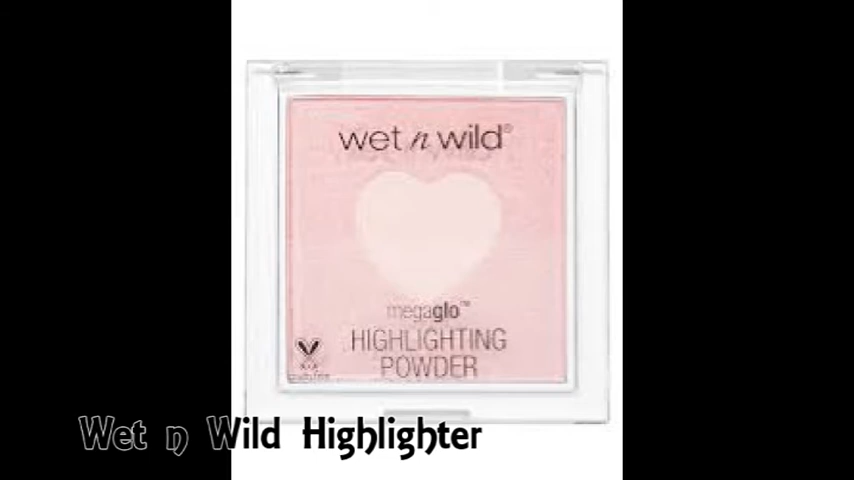 wet n wild®
megaglo™
HIGHLIGHTING
POWDER
Wet n Wild Highlighter